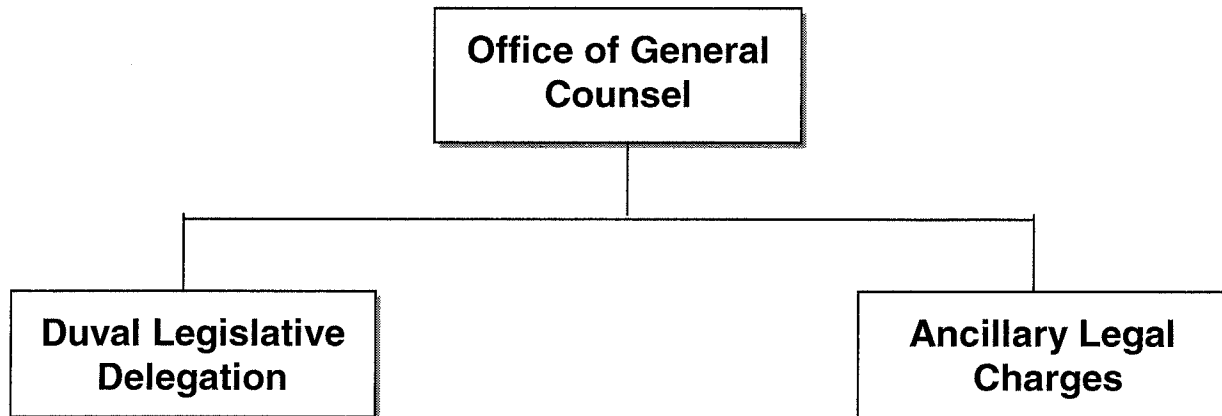 Office of General
Counsel
Duval Legislative
Delegation
Ancillary Legal
Charges